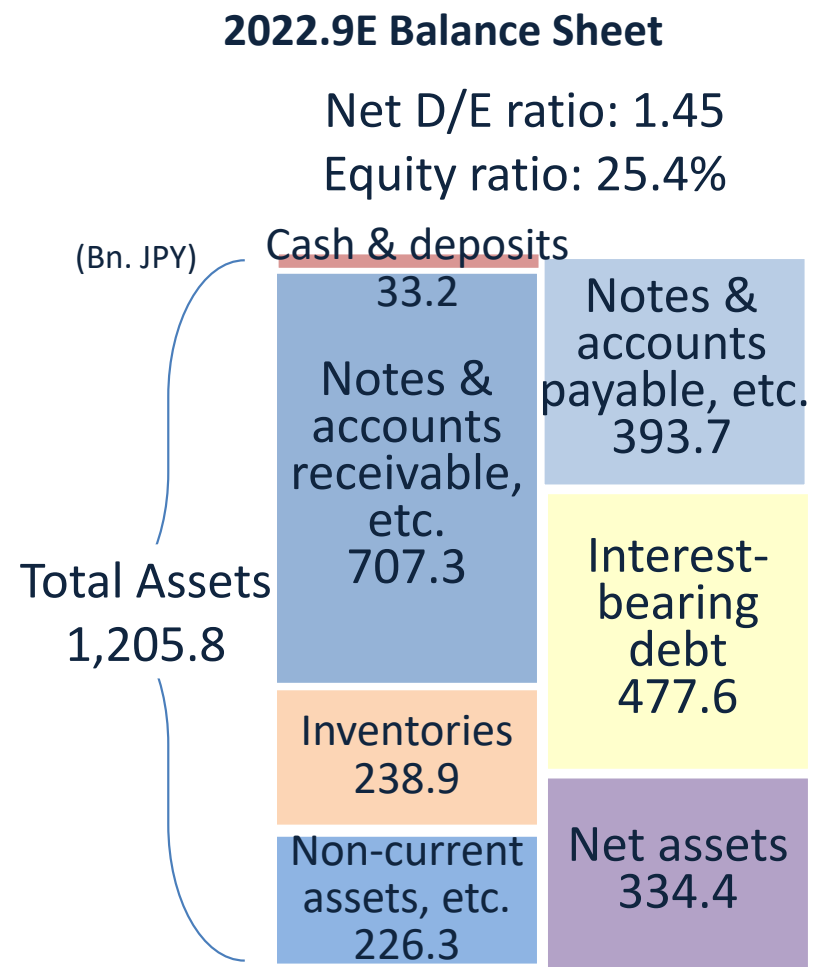 2022.9E Balance Sheet
Net D/E ratio: 1.45
Equity ratio: 25.4%
(Bn. JPY)
Total Assets
1,205.8
Cash & deposits
33.2
Notes &
accounts
receivable,
etc.
707.3
Inventories
238.9
Non-current
assets, etc.
226.3
Notes &
accounts
payable, etc.
393.7
Interest-
bearing
debt
477.6
Net assets
334.4